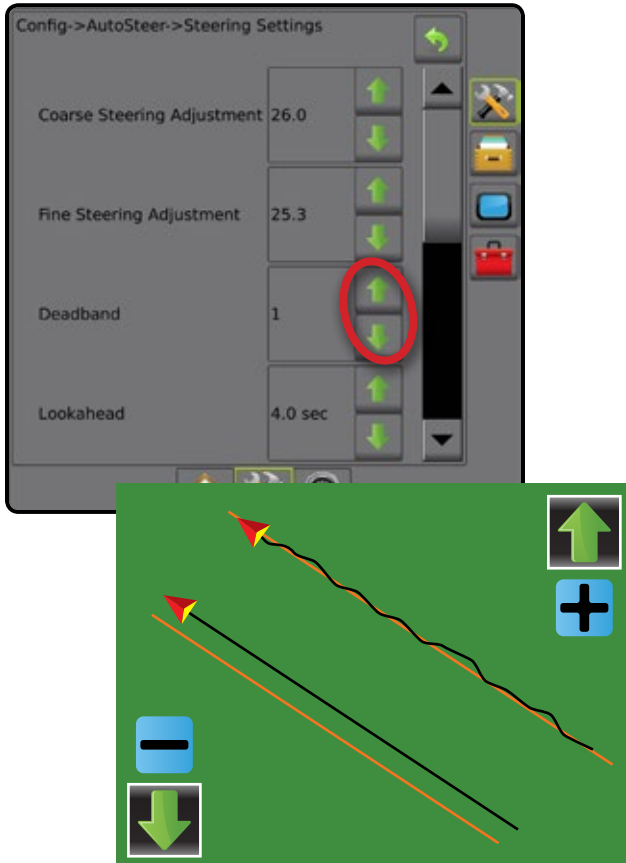 Config->AutoSteer->Steering Settings
Coarse Steering Adjustment 26.0
Fine Steering Adjustment 25.3
Deadband 1
Lookahead 4.0 sec